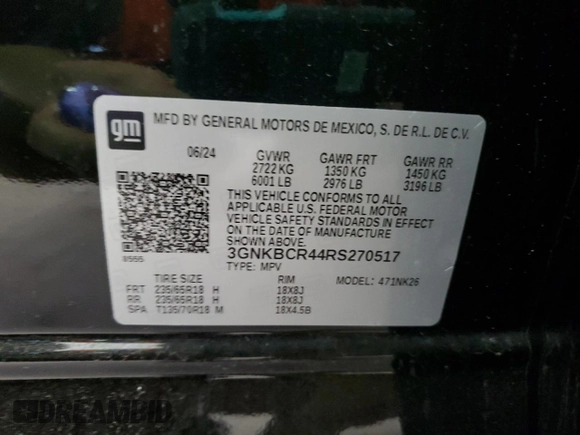 gm
MFD BY GENERAL MOTORS DE MEXICO, S. DE R.L. DE C.V.
06/24 GVWR GAWR FRT GAWR RR
2722 KG 1350 KG 1450 KG
6001 LB 2976 LB 3196 LB
THIS VEHICLE CONFORMS TO ALL
APPLICABLE U.S. FEDERAL MOTOR
VEHICLE SAFETY STANDARDS IN EFFECT
ON THE DATE OF MANUFACTURE
SHOWN ABOVE.
3GNKBCR44RS270517
TYPE: MPV MODEL: 471NK26
TIRE SIZE RIM
FRT 235/65R18 H 18X8J
RR 235/65R18 H 18X8J
SPA T135/70R18 M 18X4.5B
DREAMBID